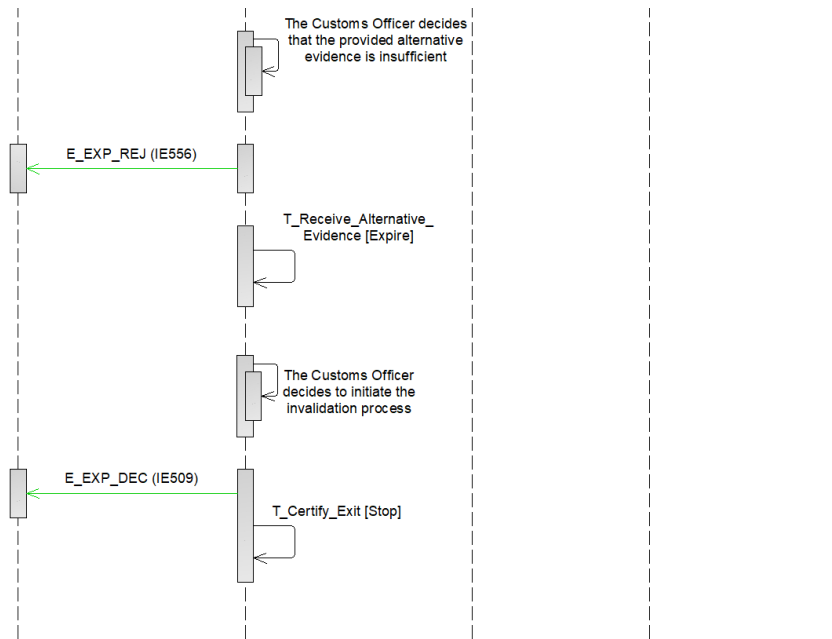 The Customs Officer decides
that the provided alternative
evidence is insufficient
E_EXP_REJ (IE556)
T_Receive_Alternative_
Evidence [Expire]
The Customs Officer
decides to initiate the
invalidation process
E_EXP_DEC (IE509)
T_Certify_Exit [Stop]